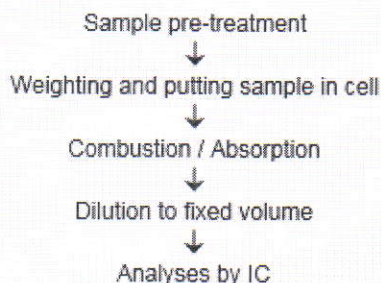 Sample pre-treatment
Weighting and putting sample in cell
Combustion / Absorption
Dilution to fixed volume
Analyses by IC